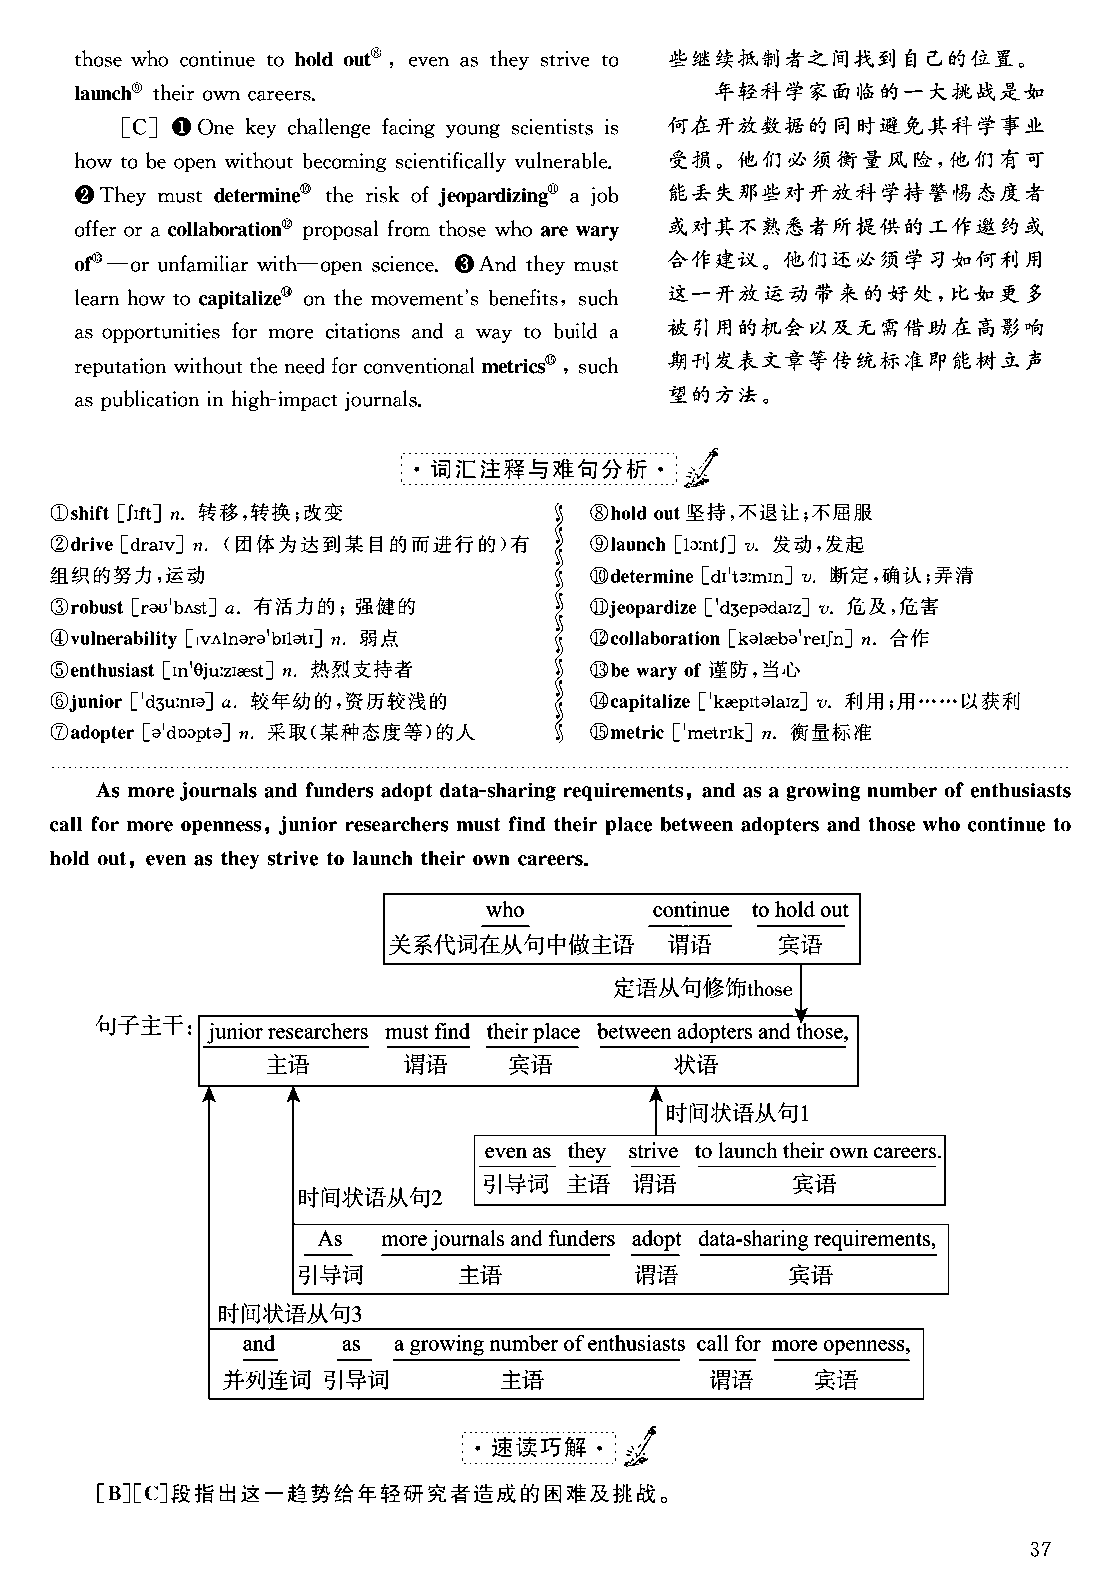 those who continue to hold out⑧, even as they strive to
launch⑨ their own careers.
[C] ❶One key challenge facing young scientists is
how to be open without becoming scientifically vulnerable.
❷They must determine⑩ the risk of jeopardizing⑪ a job
offer or a collaboration⑫ proposal from those who are wary
of⑬—or unfamiliar with—open science. ❸And they must
learn how to capitalize⑭ on the movement's benefits, such
as opportunities for more citations and a way to build a
reputation without the need for conventional metrics⑮, such
as publication in high-impact journals.
些继续抵制者之间找到自己的位置。
年轻科学家面临的一大挑战是如
何在开放数据的同时避免其科学事业
受损。他们必须衡量风险,他们有可
能丢失那些对开放科学持警惕态度者
或对其不熟悉者所提供的工作邀约或
合作建议。他们还必须学习如何利用
这一开放运动带来的好处,比如更多
被引用的机会以及无需借助在高影响
期刊发表文章等传统标准即能树立声
望的方法。
·词汇注释与难句分析·
①shift [ʃɪft] n. 转移,转换;改变
②drive [draɪv] n. (团体为达到某目的而进行的)有
组织的努力,运动
③robust [rəʊ'bʌst] a. 有活力的; 强健的
④vulnerability [ˌvʌlnərə'bɪlətɪ] n. 弱点
⑤enthusiast [ɪn'θjuːzɪæst] n. 热烈支持者
⑥junior ['dʒuːnɪə] a. 较年幼的,资历较浅的
⑦adopter [ə'dɒɔptə] n. 采取(某种态度等)的人
⑧hold out 坚持,不退让;不屈服
⑨launch [lɔːntʃ] v. 发动,发起
⑩determine [dɪ'tɜːmɪn] v. 断定,确认;弄清
⑪jeopardize ['dʒepədaɪz] v. 危及,危害
⑫collaboration [kəlæbə'reɪʃn] n. 合作
⑬be wary of 谨防,当心
⑭capitalize ['kæpɪtəlaɪz] v. 利用;用……以获利
⑮metric ['metrɪk] n. 衡量标准
As more journals and funders adopt data-sharing requirements, and as a growing number of enthusiasts
call for more openness, junior researchers must find their place between adopters and those who continue to
hold out, even as they strive to launch their own careers.
who continue to hold out
关系代词在从句中做主语 谓语 宾语
定语从句修饰those
句子主干: junior researchers must find their place between adopters and those,
主语 谓语 宾语 状语
时间状语从句1
even as they strive to launch their own careers.
引导词 主语 谓语 宾语
时间状语从句2
As more journals and funders adopt data-sharing requirements,
引导词 主语 谓语 宾语
时间状语从句3
and as a growing number of enthusiasts call for more openness,
并列连词 引导词 主语 谓语 宾语
·速读巧解·
[B][C]段指出这一趋势给年轻研究者造成的困难及挑战。
37